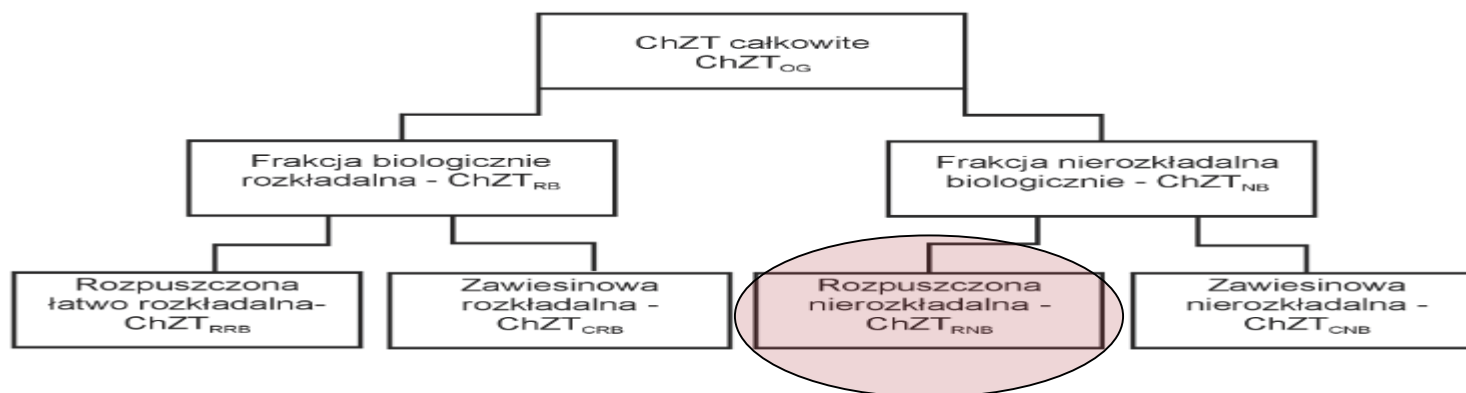 ChZT całkowite
ChZT_OG
Frakcja biologicznie
rozkładalna - ChZT_RB
Frakcja nierozkładalna
biologicznie - ChZT_NB
Rozpuszczona
łatwo rozkładalna-
ChZT_RRB
Zawiesinowa
rozkładalna -
ChZT_CRB
Rozpuszczona
nierozkładalna -
ChZT_RNB
Zawiesinowa
nierozkładalna -
ChZT_CNB